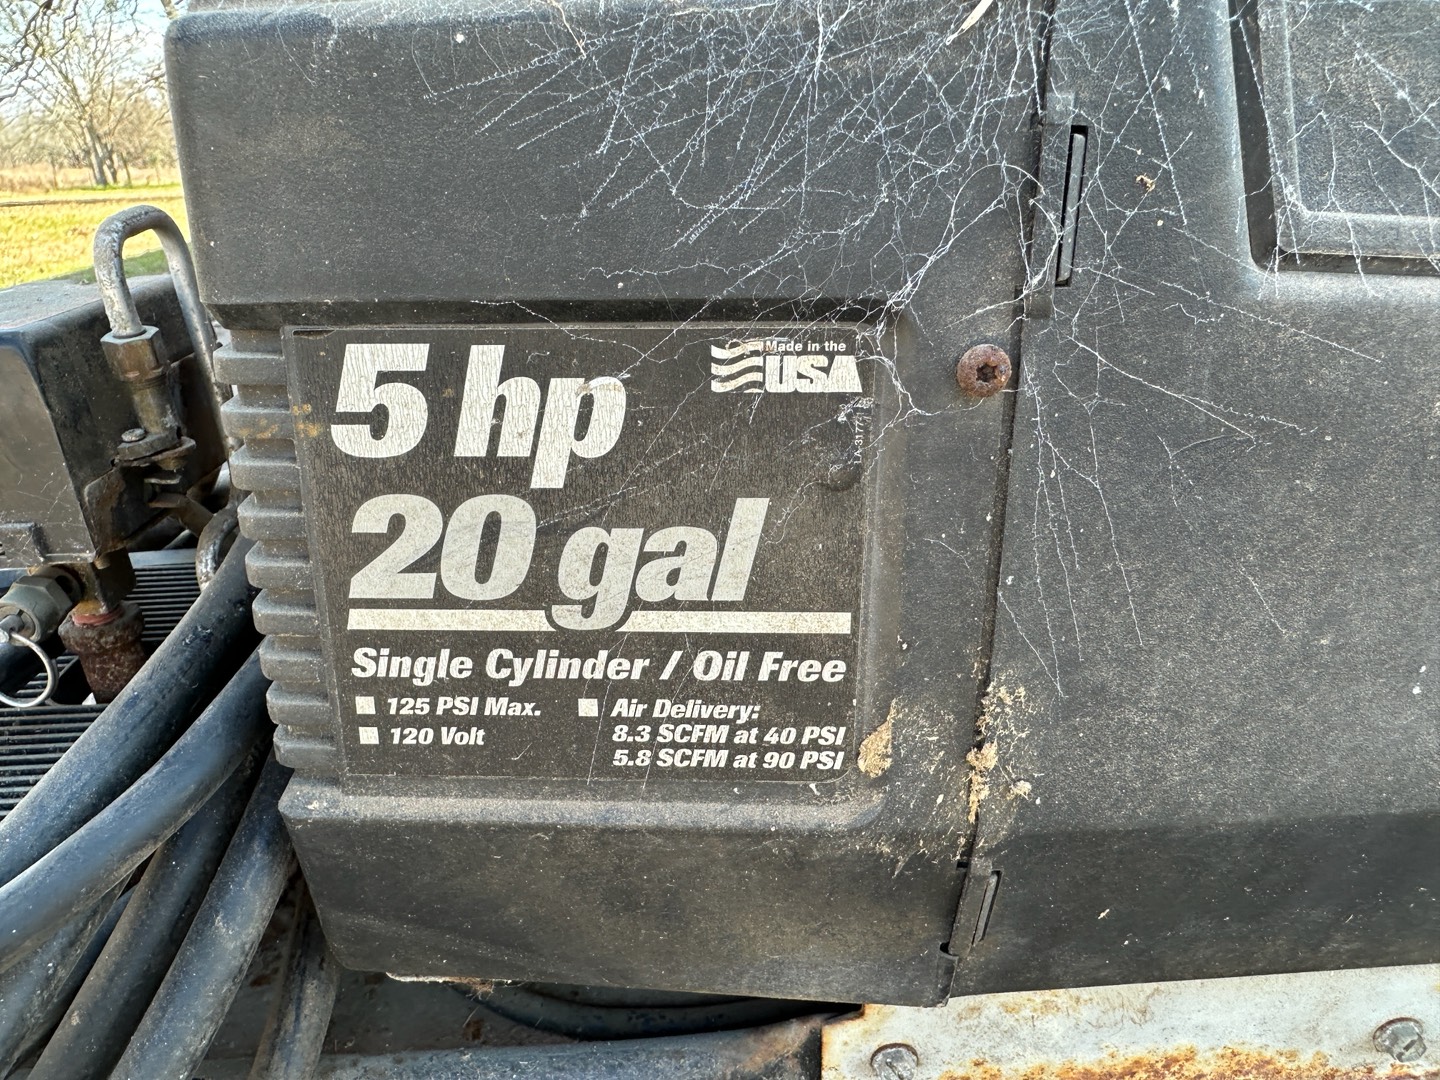 5 hp
Made in the
USA
20 gal
Single Cylinder / Oil Free
125 PSI Max.
120 Volt
Air Delivery:
8.3 SCFM at 40 PSI
5.8 SCFM at 90 PSI